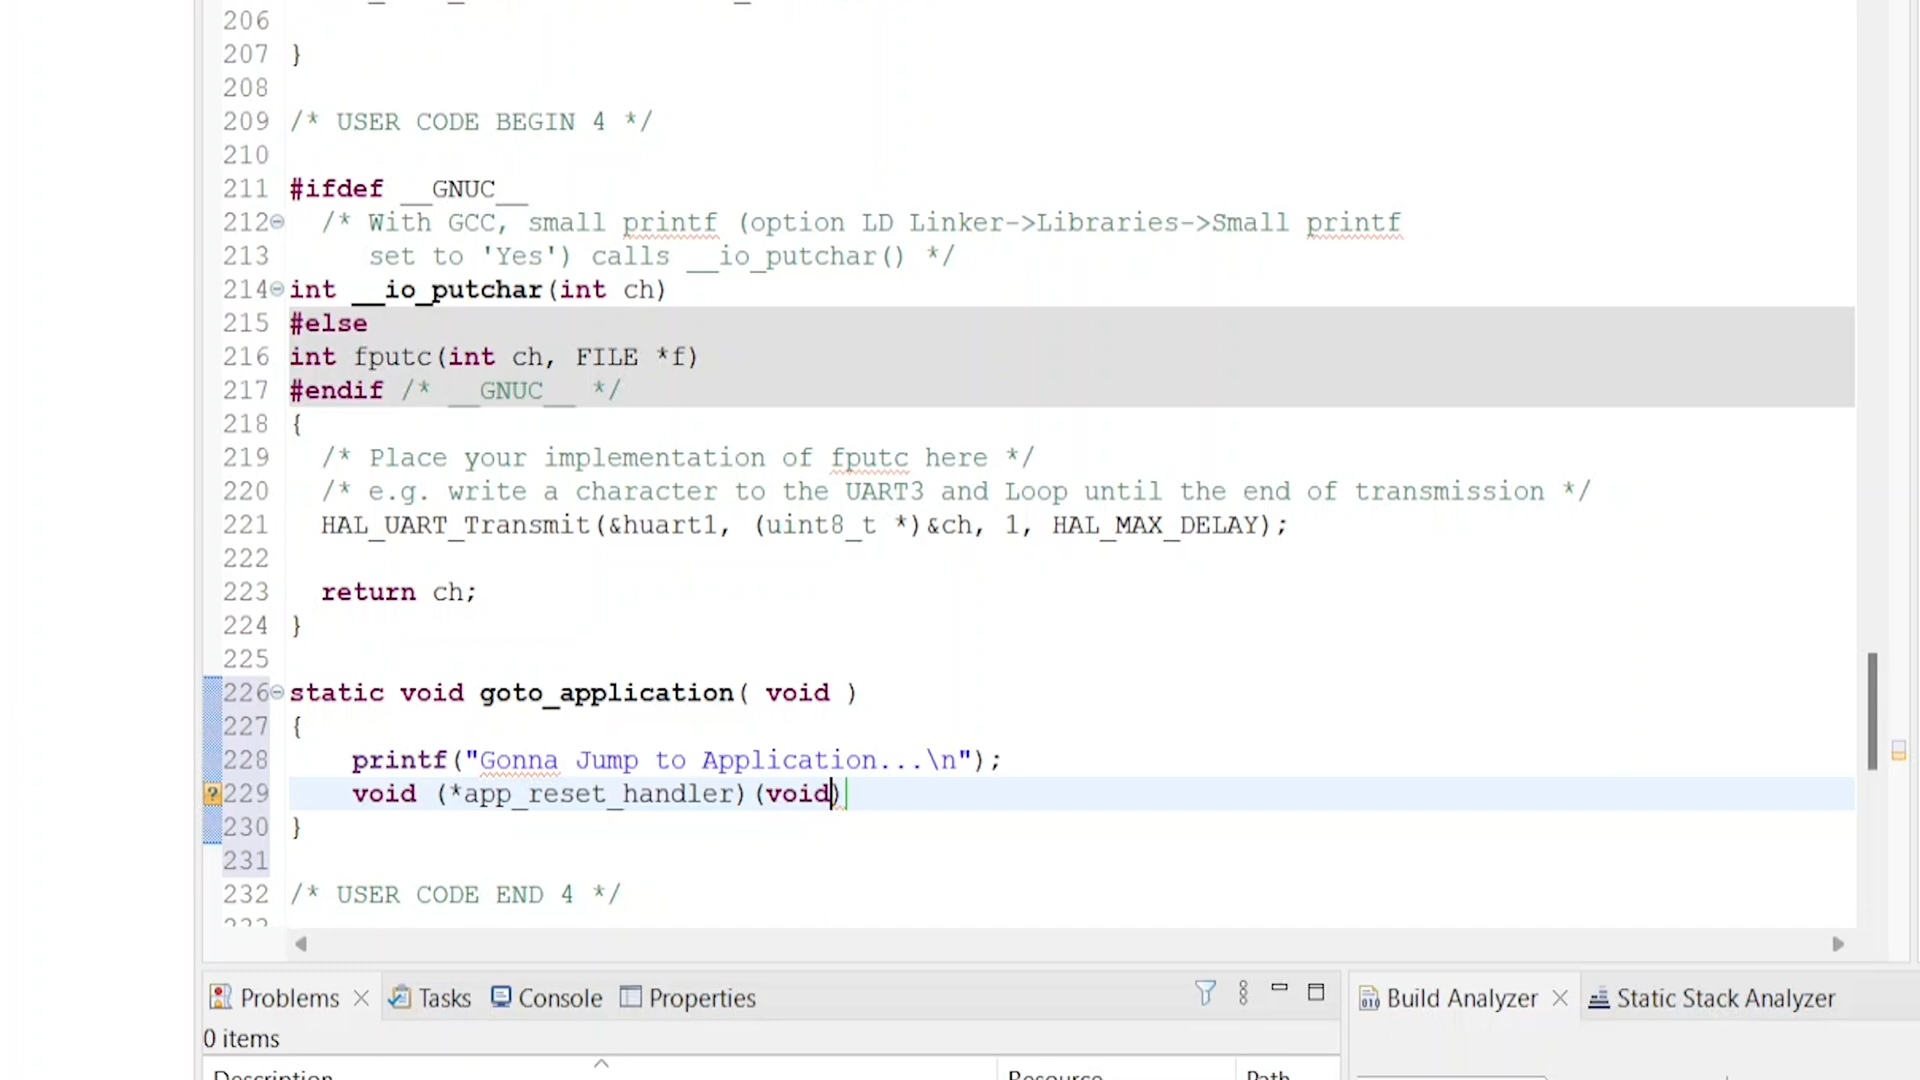 206
207 }
208
209 /* USER CODE BEGIN 4 */
210
211 #ifdef __GNUC__
212 /* With GCC, small printf (option LD Linker->Libraries->Small printf
213 set to 'Yes') calls __io_putchar() */
214 int __io_putchar(int ch)
215 #else
216 int fputc(int ch, FILE *f)
217 #endif /* __GNUC__ */
218 {
219 /* Place your implementation of fputc here */
220 /* e.g. write a character to the UART3 and Loop until the end of transmission */
221 HAL_UART_Transmit(&huart1, (uint8_t *)&ch, 1, HAL_MAX_DELAY);
222
223 return ch;
224 }
225
226 static void goto_application( void )
227 {
228 printf("Gonna Jump to Application...\n");
229 void (*app_reset_handler)(void)
230 }
231
232 /* USER CODE END 4 */
Problems Tasks Console Properties Build Analyzer Static Stack Analyzer
0 items
Description Resource Path